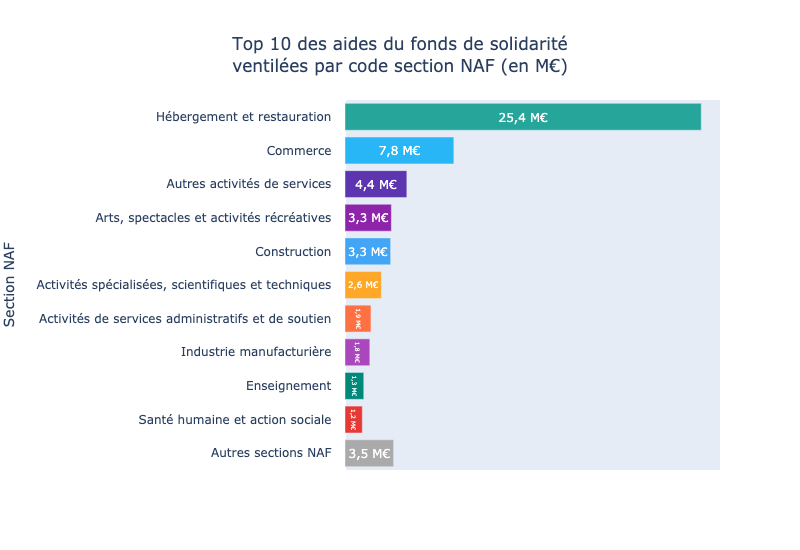 Top 10 des aides du fonds de solidarité
ventilées par code section NAF (en M€)
Section NAF
Hébergement et restauration
25,4 M€
Commerce
7,8 M€
Autres activités de services
4,4 M€
Arts, spectacles et activités récréatives
3,3 M€
Construction
3,3 M€
Activités spécialisées, scientifiques et techniques
2,6 M€
Activités de services administratifs et de soutien
1,9 M€
Industrie manufacturière
1,8 M€
Enseignement
1,3 M€
Santé humaine et action sociale
1,2 M€
Autres sections NAF
3,5 M€